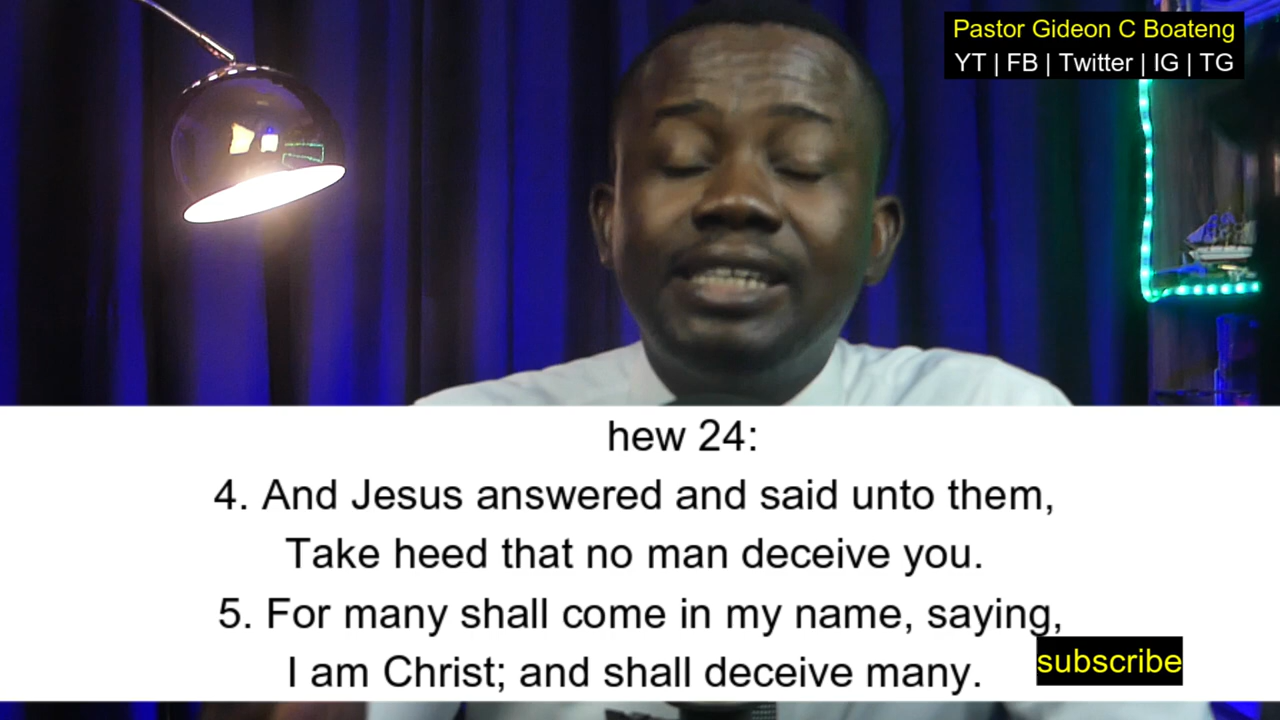 Pastor Gideon C Boateng
YT | FB | Twitter | IG | TG
hew 24:
4. And Jesus answered and said unto them,
Take heed that no man deceive you.
5. For many shall come in my name, saying,
I am Christ; and shall deceive many.
subscribe